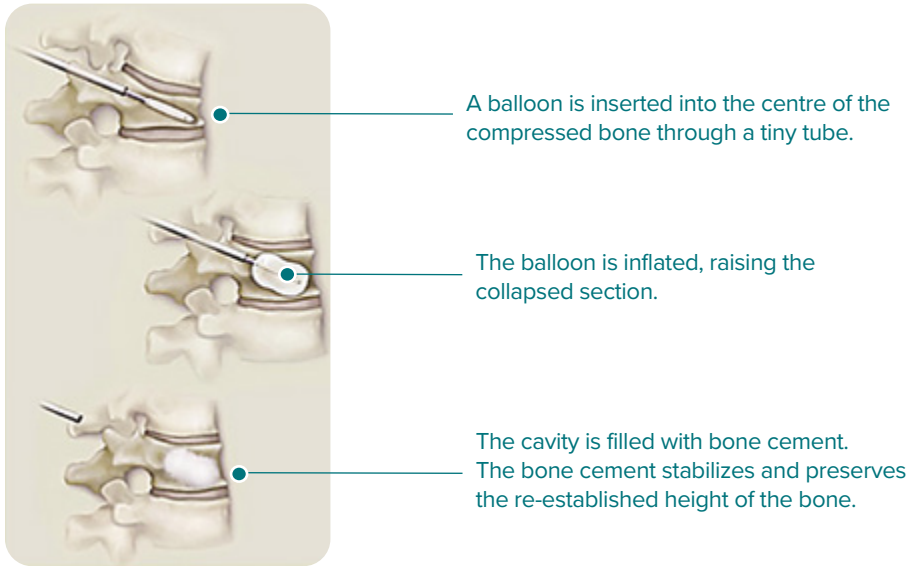 A balloon is inserted into the centre of the
compressed bone through a tiny tube.
The balloon is inflated, raising the
collapsed section.
The cavity is filled with bone cement.
The bone cement stabilizes and preserves
the re-established height of the bone.